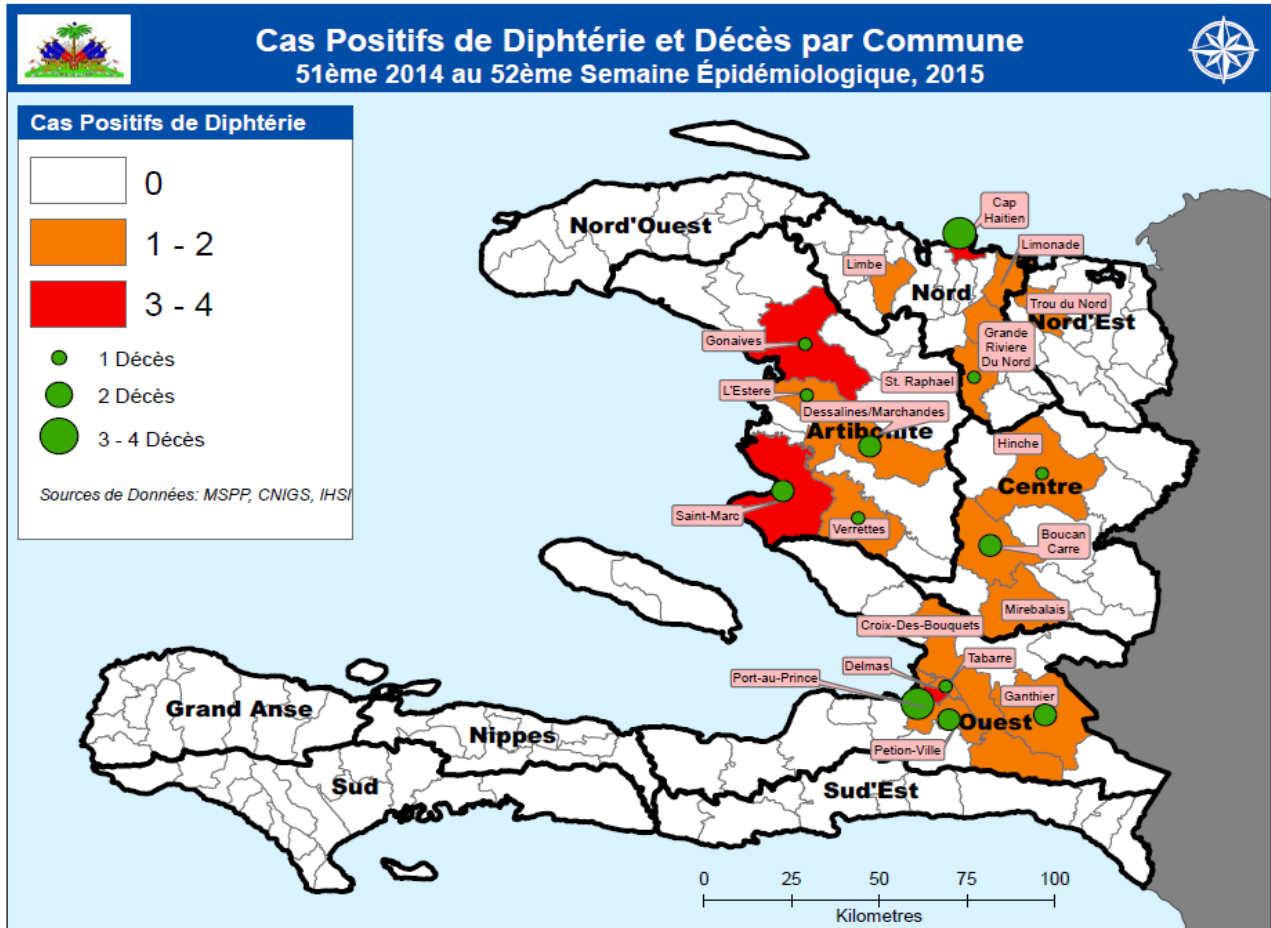 Cas Positifs de Diphtérie et Décès par Commune
51ème 2014 au 52ème Semaine Épidémiologique, 2015
Cas Positifs de Diphtérie
0
1 - 2
3 - 4
1 Décès
2 Décès
3 - 4 Décès
Sources de Données: MSPP, CNIGS, IHSI
Nord'Ouest
Cap
Haitien
Limonade
Limbe
Nord
Trou du Nord
Nord'Est
Grande
Riviere
Du Nord
Gonaives
St. Raphael
L'Estere
Dessalines/Marchandes
Artibonite
Hinche
Centre
Saint-Marc
Verrettes
Boucan
Carre
Mirebalais
Croix-Des-Bouquets
Delmas
Tabarre
Port-au-Prince
Ganthier
Ouest
Petion-Ville
Grand Anse
Nippes
Sud
Sud'Est
0 25 50 75 100
Kilometres